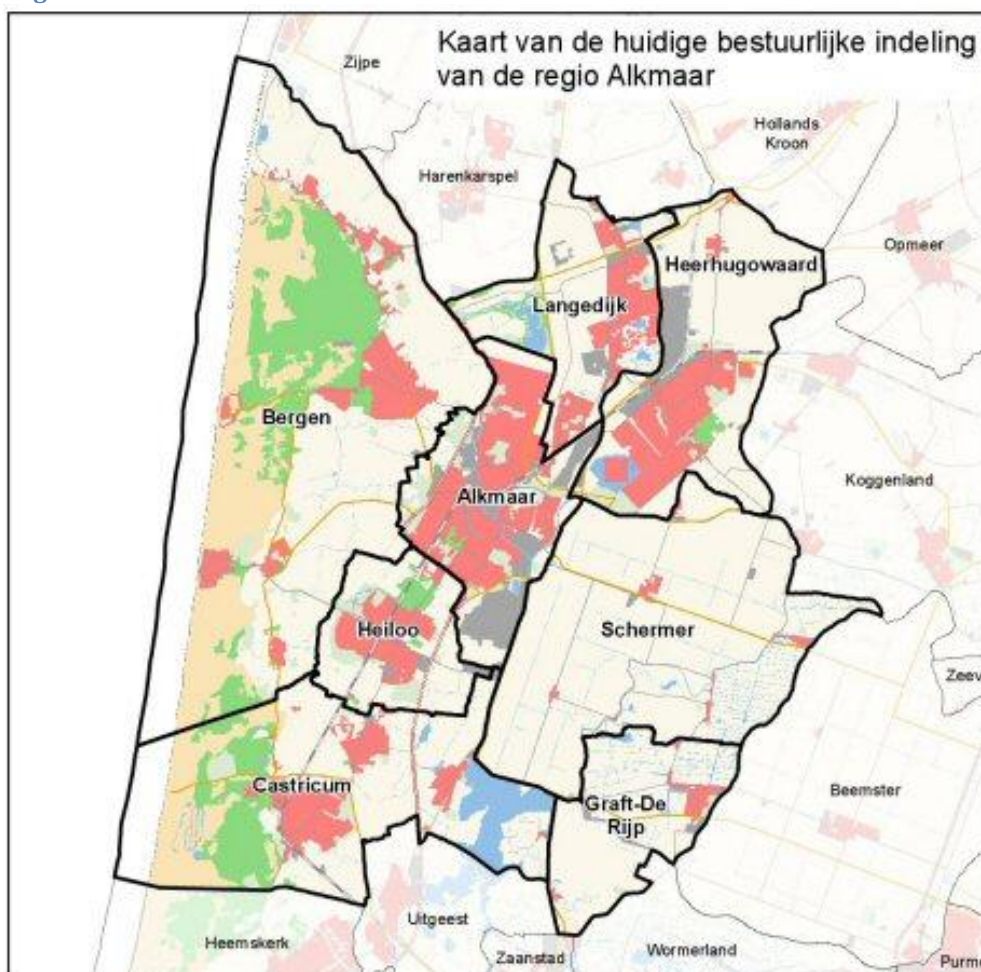 Kaart van de huidige bestuurlijke indeling
van de regio Alkmaar
Zijpe
Hollands
Kroon
Harenkarspel
Opmeer
Heerhugowaard
Langedijk
Bergen
Koggenland
Alkmaar
Heiloo
Schermer
Castricum
Graft-De
Rijp
Beemster
Uitgeest
Heemskerk
Zaanstad
Wormerland